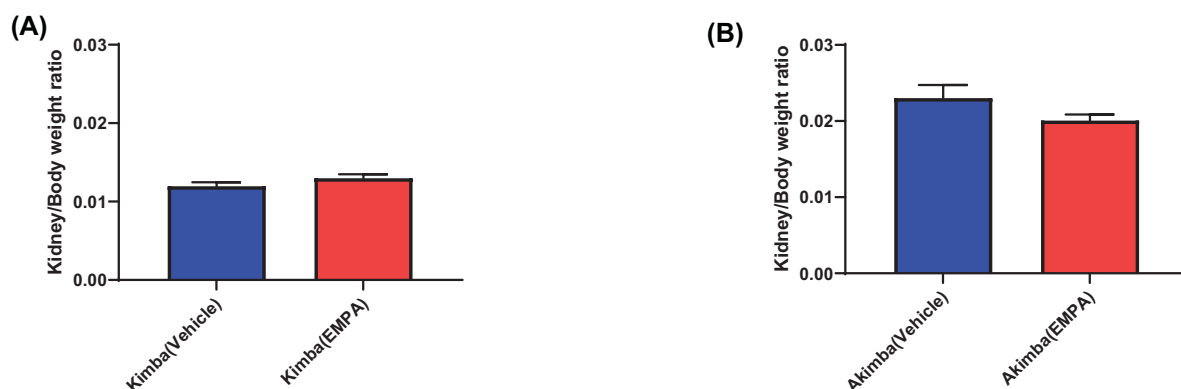 (A)
Kidney/Body weight ratio
0.03
0.02
0.01
0.00
Kimba(Vehicle)
Kimba(EMPA)
(B)
Kidney/Body weight ratio
0.03
0.02
0.01
0.00
Akimba(Vehicle)
Akimba(EMPA)